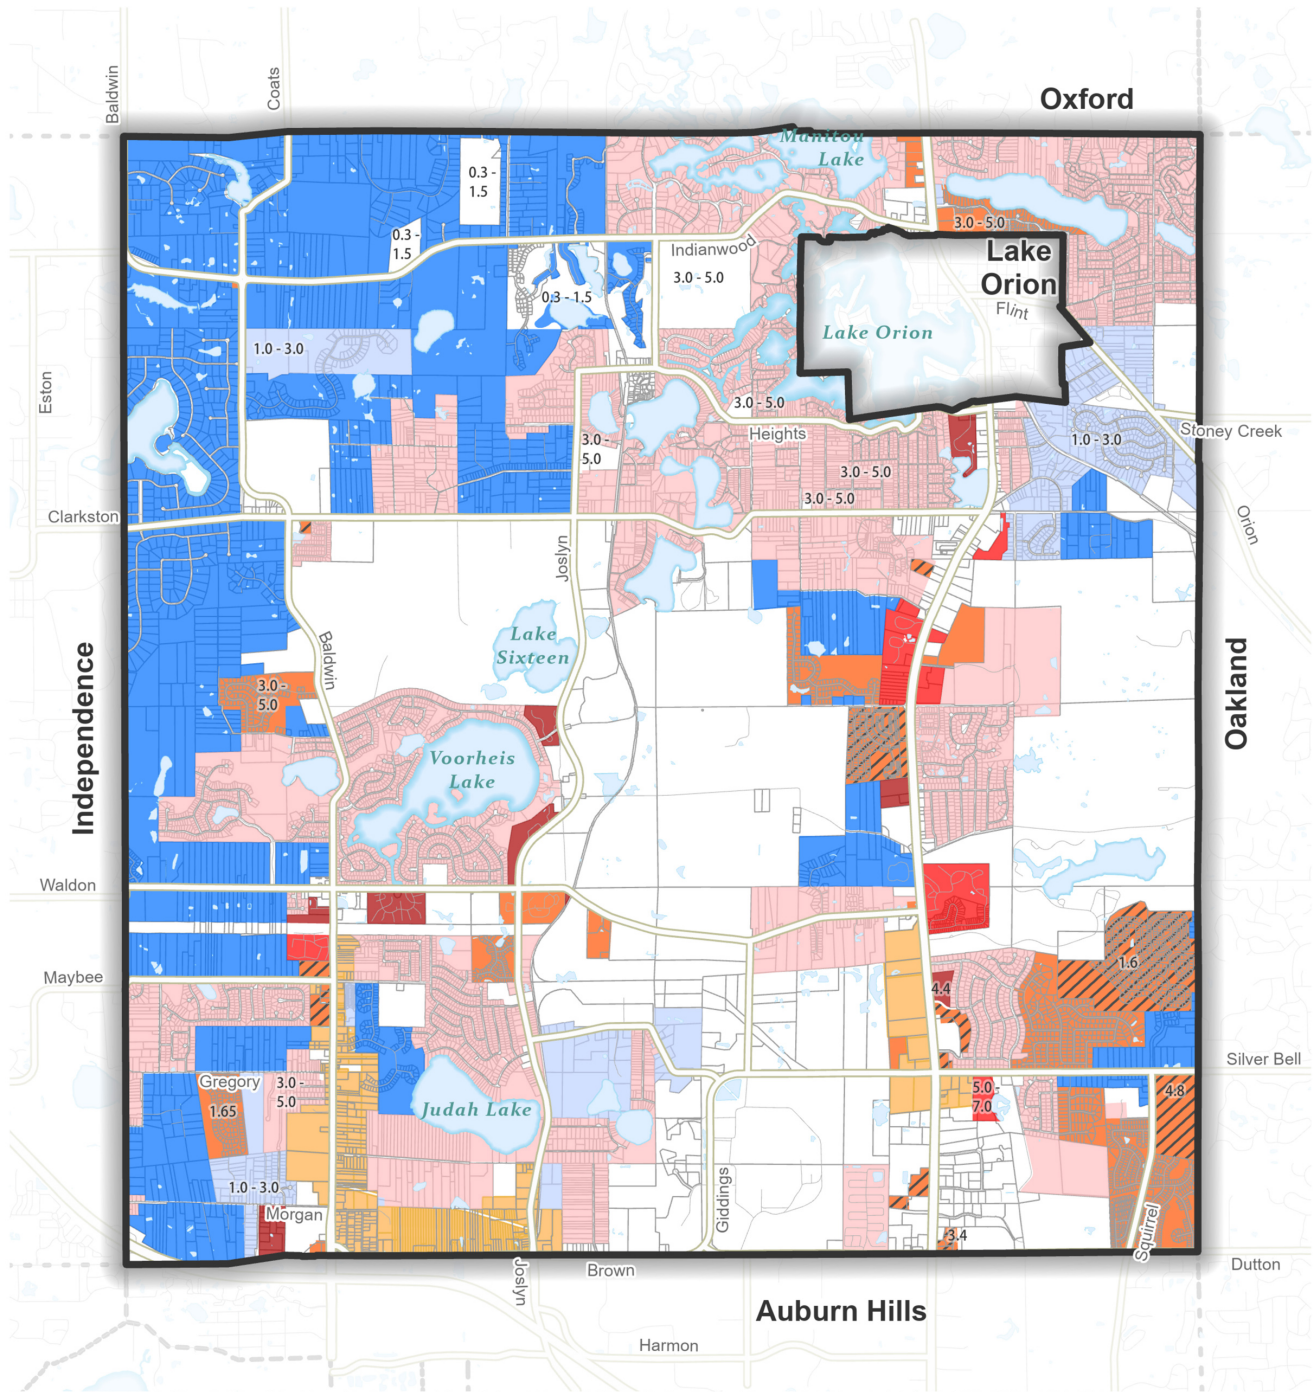 Oxford
Baldwin
Coats
Manitou
Lake
0.3 -
1.5
3.0 - 5.0
0.3 -
1.5
Indianwood
Lake
Orion
3.0 - 5.0
0.3 - 1.5
Flint
Lake Orion
1.0 - 3.0
Eston
3.0 - 5.0
Heights
Stoney Creek
3.0 -
5.0
1.0 - 3.0
3.0 - 5.0
3.0 - 5.0
Clarkston
Orion
Joslyn
Lake
Sixteen
Baldwin
Independence
Oakland
3.0 -
5.0
Voorheis
Lake
Waldon
Maybee
1.6
4.4
Silver Bell
Gregory
3.0 -
5.0
5.0 -
7.0
4.8
1.65
Judah Lake
1.0 - 3.0
Giddings
Morgan
3.4
Squirrel
Joslyn
Brown
Dutton
Auburn Hills
Harmon